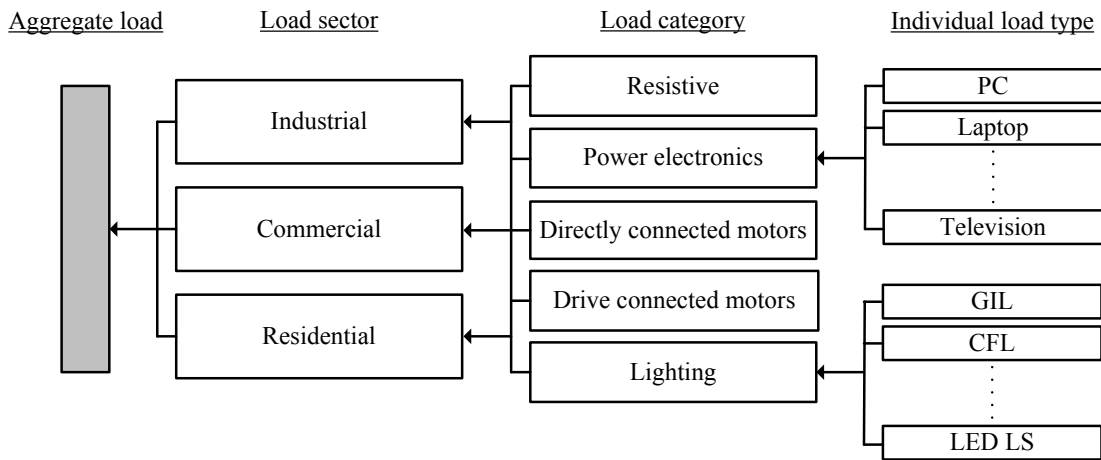 Aggregate load
Load sector
Load category
Individual load type
Industrial
Commercial
Residential
Resistive
Power electronics
Directly connected motors
Drive connected motors
Lighting
PC
Laptop
Television
GIL
CFL
LED LS